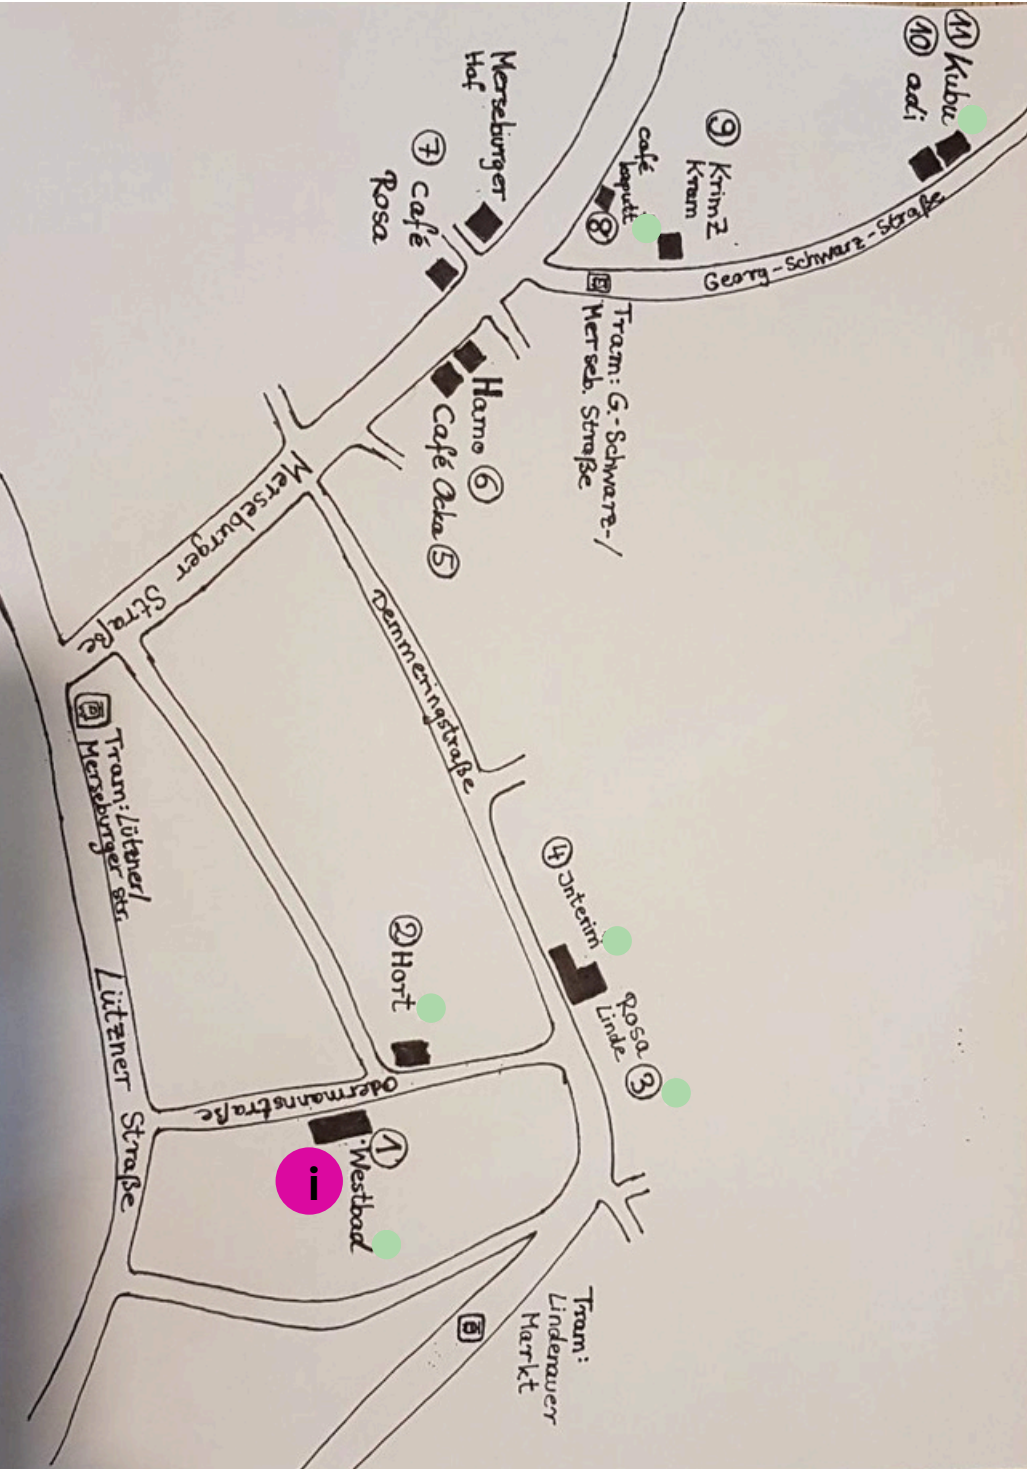 ⑪ Kubu
⑩ adi
⑨ Krimz
Kram
café
kaputt
⑧
Georg-Schwarz-Straße
Tram: G.-Schwarz-/
Merseb. Straße
Merseburger
Hof
⑦ Café
Rosa
Hamo ⑥
Café Ocka ⑤
Merseburger Straße
Demmeringstraße
④ Interim
Rosa ③
Linde
② Hort
Odermannstraße
① Westbad
i
Tram: Lützner/
Merseburger Str.
Lützner Straße
Tram:
Lindenauer
Markt